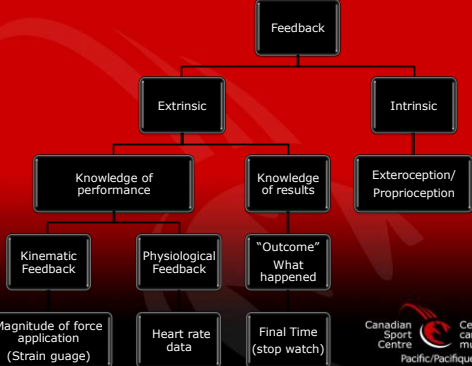 Feedback
Extrinsic
Intrinsic
Knowledge of
performance
Knowledge
of results
Exteroception/
Proprioception
Kinematic
Feedback
Physiological
Feedback
“Outcome”
What
happened
Magnitude of force
application
(Strain guage)
Heart rate
data
Final Time
(stop watch)
Canadian
Sport
Centre
Pacific/Pacifique